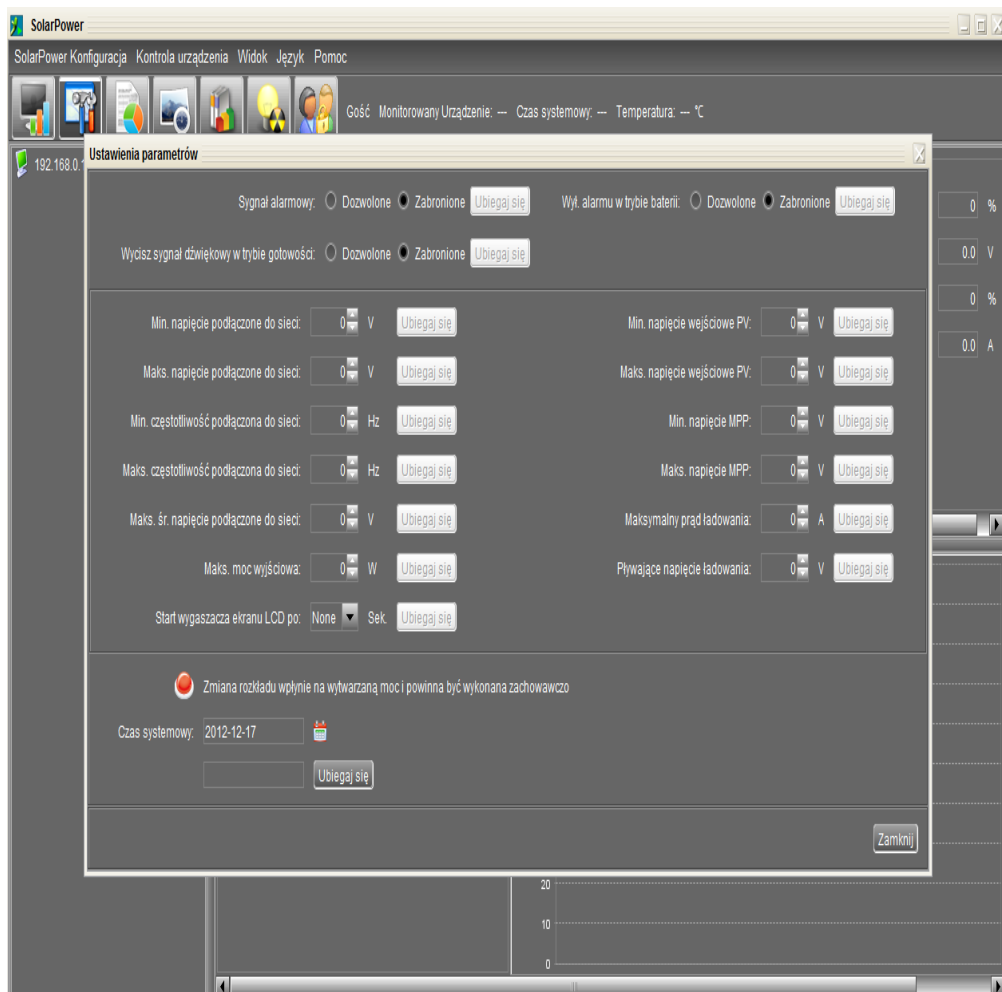 SolarPower
SolarPower Konfiguracja Kontrola urządzenia Widok Język Pomoc
Gość Monitorowany Urządzenie: --- Czas systemowy: --- Temperatura: --- ℃
192.168.0.
Ustawienia parametrów
Sygnał alarmowy: Dozwolone Zabronione Ubiegaj się Wył. alarmu w trybie baterii: Dozwolone Zabronione Ubiegaj się
0 %
Wycisz sygnał dźwiękowy w trybie gotowości: Dozwolone Zabronione Ubiegaj się
0.0 V
0 %
Min. napięcie podłączone do sieci: 0 V Ubiegaj się Min. napięcie wejściowe PV: 0 V Ubiegaj się
0.0 A
Maks. napięcie podłączone do sieci: 0 V Ubiegaj się Maks. napięcie wejściowe PV: 0 V Ubiegaj się
Min. częstotliwość podłączona do sieci: 0 Hz Ubiegaj się Min. napięcie MPP: 0 V Ubiegaj się
Maks. częstotliwość podłączona do sieci: 0 Hz Ubiegaj się Maks. napięcie MPP: 0 V Ubiegaj się
Maks. śr. napięcie podłączone do sieci: 0 V Ubiegaj się Maksymalny prąd ładowania: 0 A Ubiegaj się
Maks. moc wyjściowa: 0 W Ubiegaj się Pływające napięcie ładowania: 0 V Ubiegaj się
Start wygaszacza ekranu LCD po: None Sek. Ubiegaj się
Zmiana rozkładu wpłynie na wytwarzaną moc i powinna być wykonana zachowawczo
Czas systemowy: 2012-12-17
Ubiegaj się
Zamknij
20
10
0